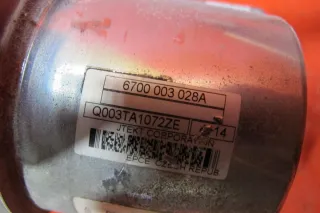 6700 003 028A
Q003TA1072ZE
14
JTEKT CORPORATION